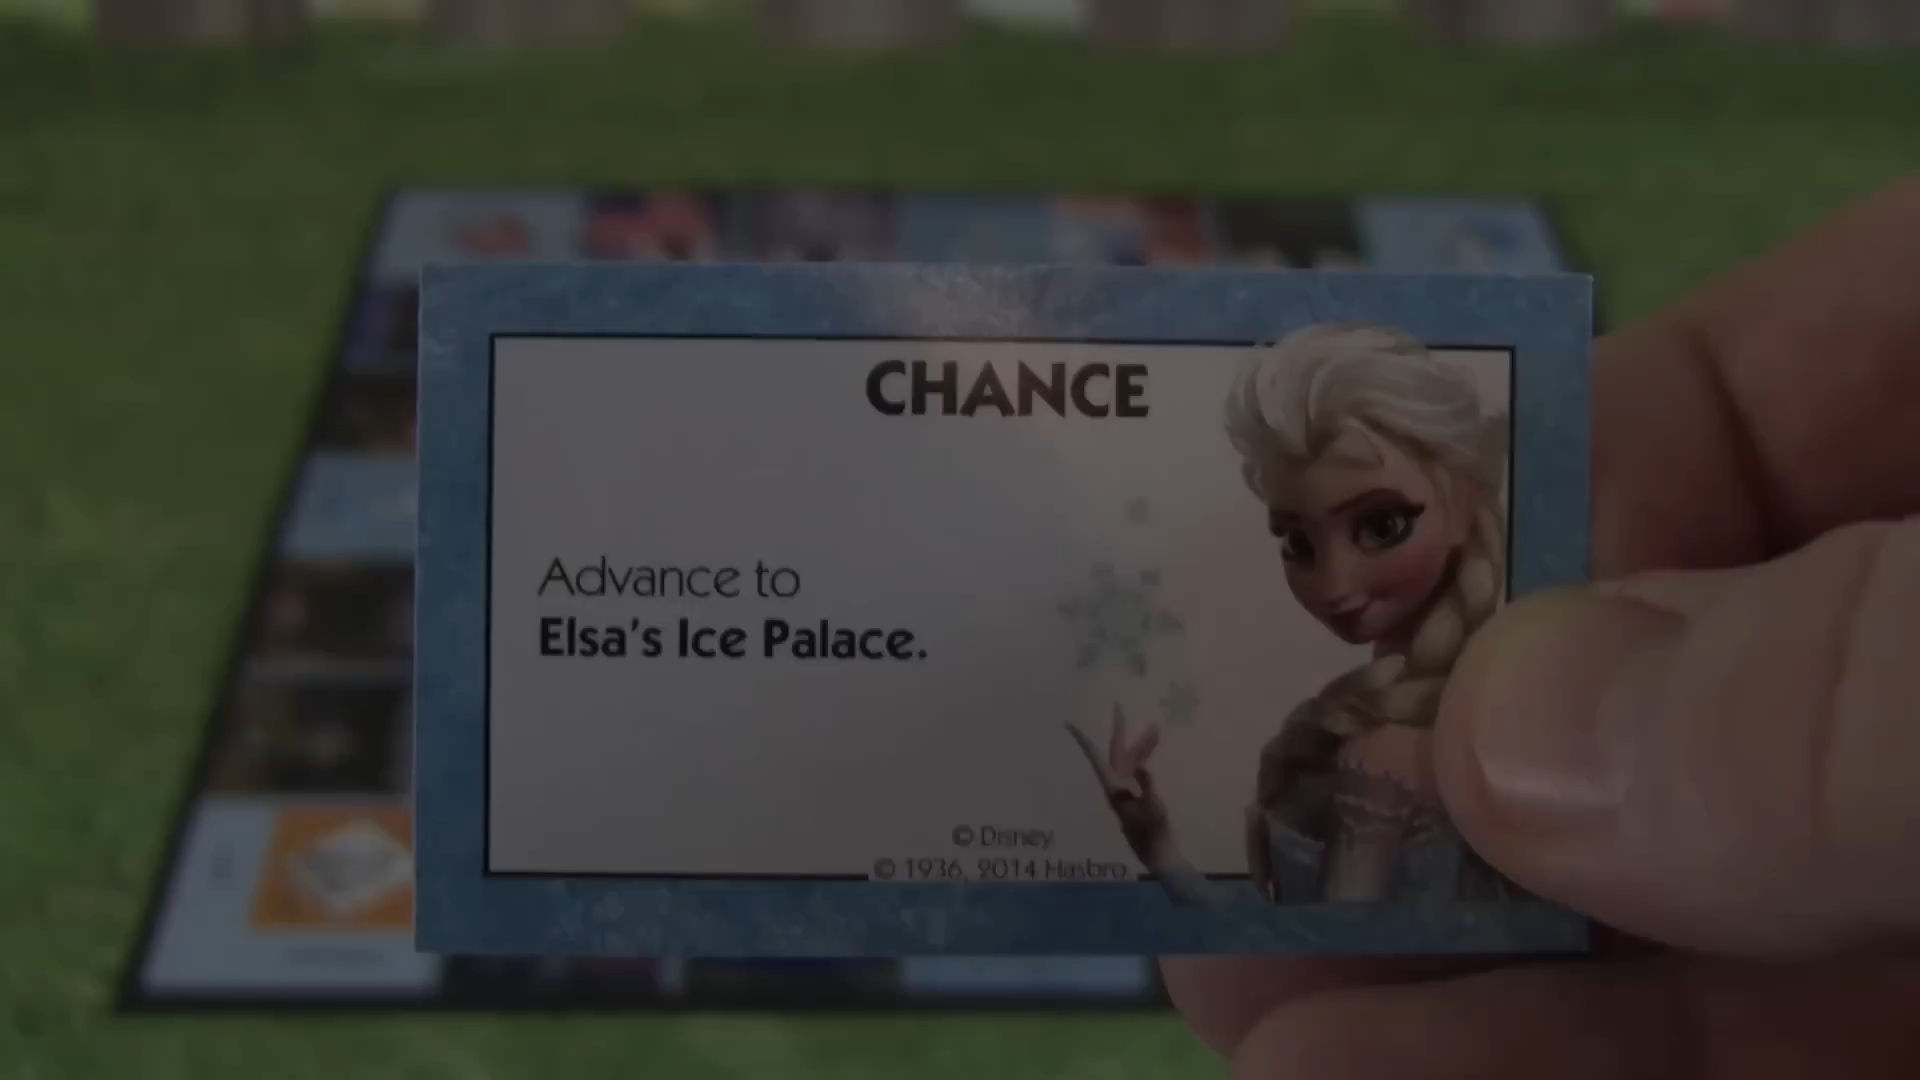 CHANCE
Advance to
Elsa's Ice Palace.
© Disney
© 1936, 2014 Hasbro